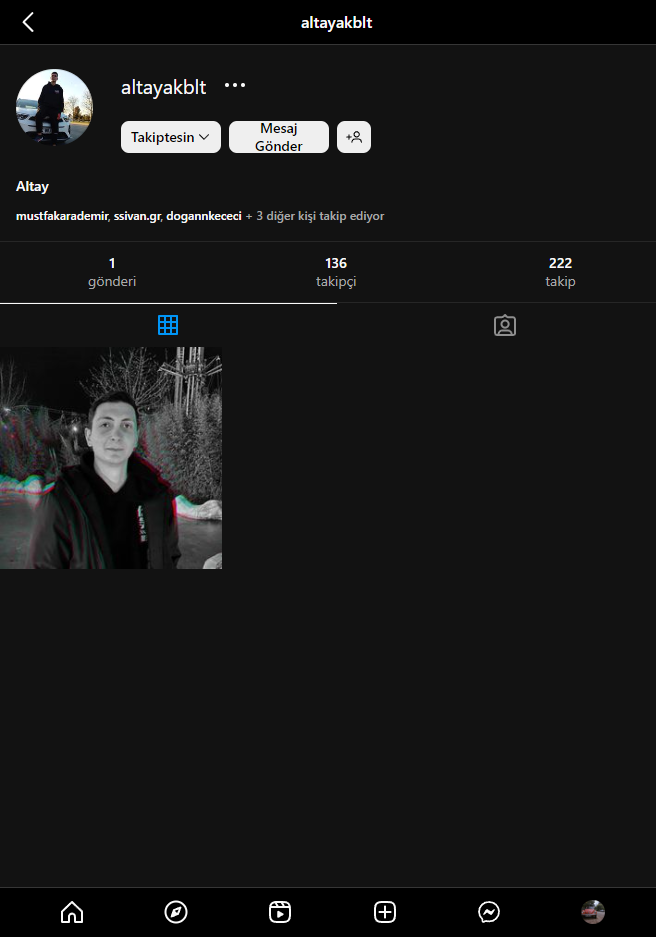 altayakblt
altayakblt
Takiptesin
Mesaj
Gönder
Altay
mustfakarademir, ssivan.gr, dogannkececi + 3 diğer kişi takip ediyor
1
gönderi
136
takipçi
222
takip